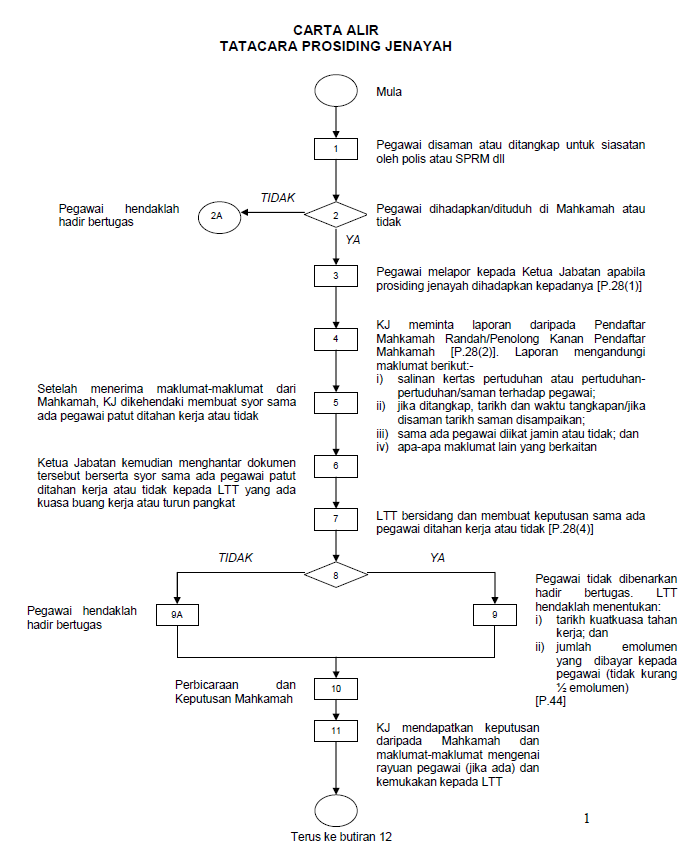 CARTA ALIR
TATACARA PROSIDING JENAYAH
Mula
1
Pegawai disaman atau ditangkap untuk siasatan
oleh polis atau SPRM dll
TIDAK
Pegawai hendaklah
hadir bertugas
2A
2
Pegawai dihadapkan/dituduh di Mahkamah atau
tidak
YA
3
Pegawai melapor kepada Ketua Jabatan apabila
prosiding jenayah dihadapkan kepadanya [P.28(1)]
4
KJ meminta laporan daripada Pendaftar
Mahkamah Randah/Penolong Kanan Pendaftar
Mahkamah [P.28(2)]. Laporan mengandungi
maklumat berikut:-
i) salinan kertas pertuduhan atau pertuduhan-
pertuduhan/saman terhadap pegawai;
ii) jika ditangkap, tarikh dan waktu tangkapan/jika
disaman tarikh saman disampaikan;
iii) sama ada pegawai diikat jamin atau tidak; dan
iv) apa-apa maklumat lain yang berkaitan
Setelah menerima maklumat-maklumat dari
Mahkamah, KJ dikehendaki membuat syor sama
ada pegawai patut ditahan kerja atau tidak
5
Ketua Jabatan kemudian menghantar dokumen
tersebut berserta syor sama ada pegawai patut
ditahan kerja atau tidak kepada LTT yang ada
kuasa buang kerja atau turun pangkat
6
7
LTT bersidang dan membuat keputusan sama ada
pegawai ditahan kerja atau tidak [P.28(4)]
TIDAK
YA
8
Pegawai hendaklah
hadir bertugas
9A
9
Pegawai tidak dibenarkan
hadir bertugas. LTT
hendaklah menentukan:
i) tarikh kuatkuasa tahan
kerja; dan
ii) jumlah emolumen
yang dibayar kepada
pegawai (tidak kurang
½ emolumen)
[P.44]
Perbicaraan dan
Keputusan Mahkamah
10
11
KJ mendapatkan keputusan
daripada Mahkamah dan
maklumat-maklumat mengenai
rayuan pegawai (jika ada) dan
kemukakan kepada LTT
Terus ke butiran 12
1